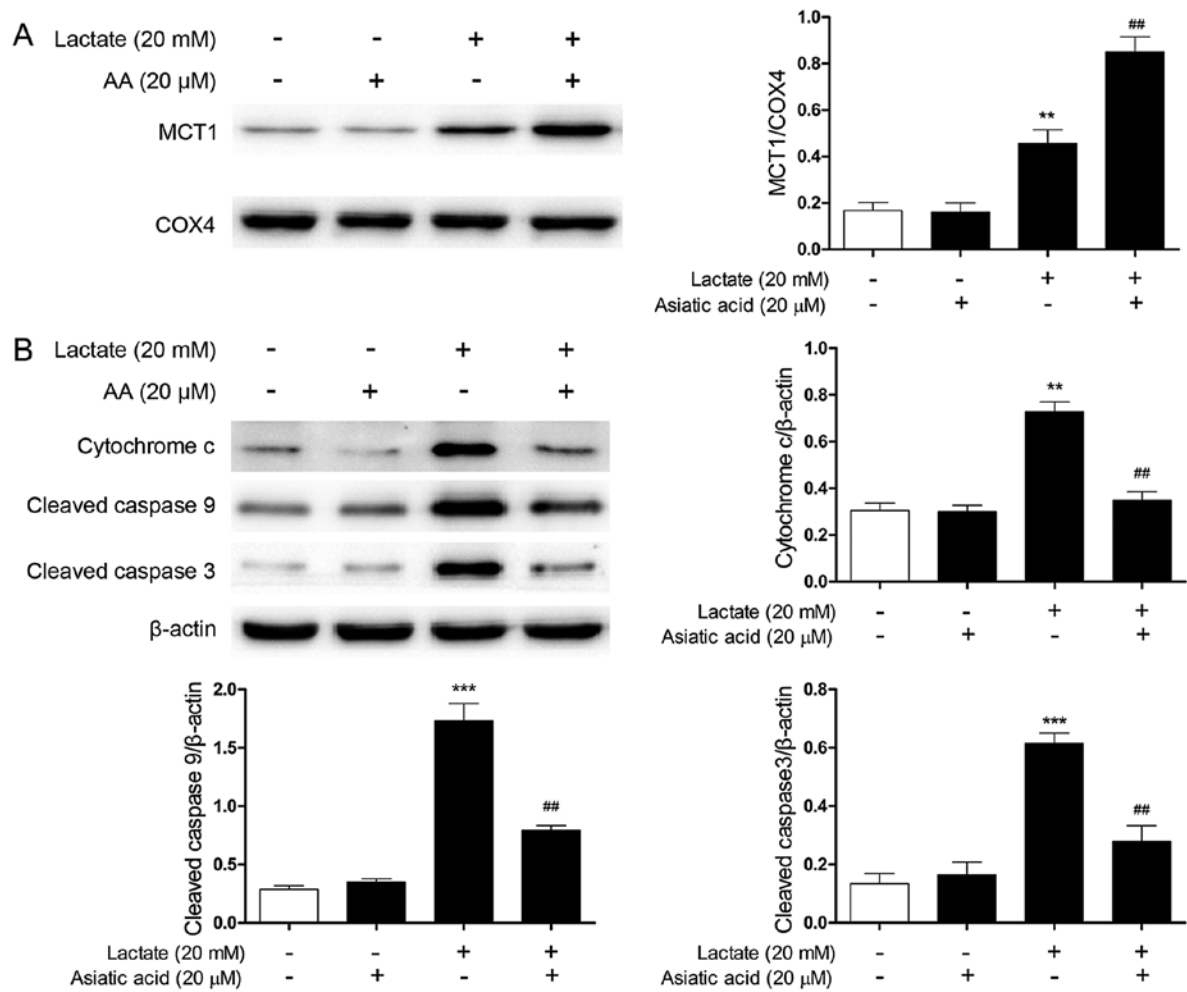 A
Lactate (20 mM) - - + +
AA (20 µM) - + - +
MCT1
COX4
MCT1/COX4
1.0
0.8
0.6
0.4
0.2
0.0
**
##
Lactate (20 mM) - - + +
Asiatic acid (20 µM) - + - +
B
Lactate (20 mM) - - + +
AA (20 µM) - + - +
Cytochrome c
Cleaved caspase 9
Cleaved caspase 3
β-actin
Cytochrome c/β-actin
1.0
0.8
0.6
0.4
0.2
0.0
**
##
Lactate (20 mM) - - + +
Asiatic acid (20 µM) - + - +
Cleaved caspase 9/β-actin
2.0
1.5
1.0
0.5
0.0
***
##
Lactate (20 mM) - - + +
Asiatic acid (20 µM) - + - +
Cleaved caspase3/β-actin
0.8
0.6
0.4
0.2
0.0
***
##
Lactate (20 mM) - - + +
Asiatic acid (20 µM) - + - +